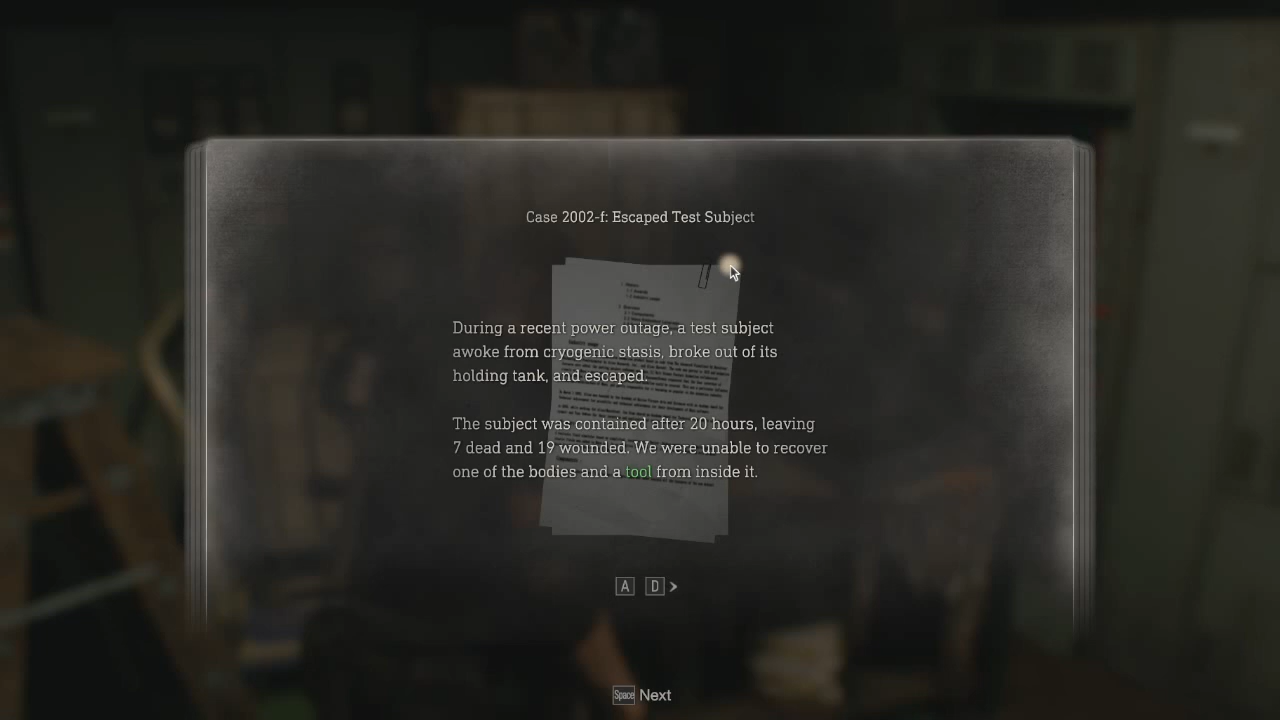 Case 2002-f: Escaped Test Subject
During a recent power outage, a test subject
awoke from cryogenic stasis, broke out of its
holding tank, and escaped.
The subject was contained after 20 hours, leaving
7 dead and 19 wounded. We were unable to recover
one of the bodies and a tool from inside it.
A D >
Space Next